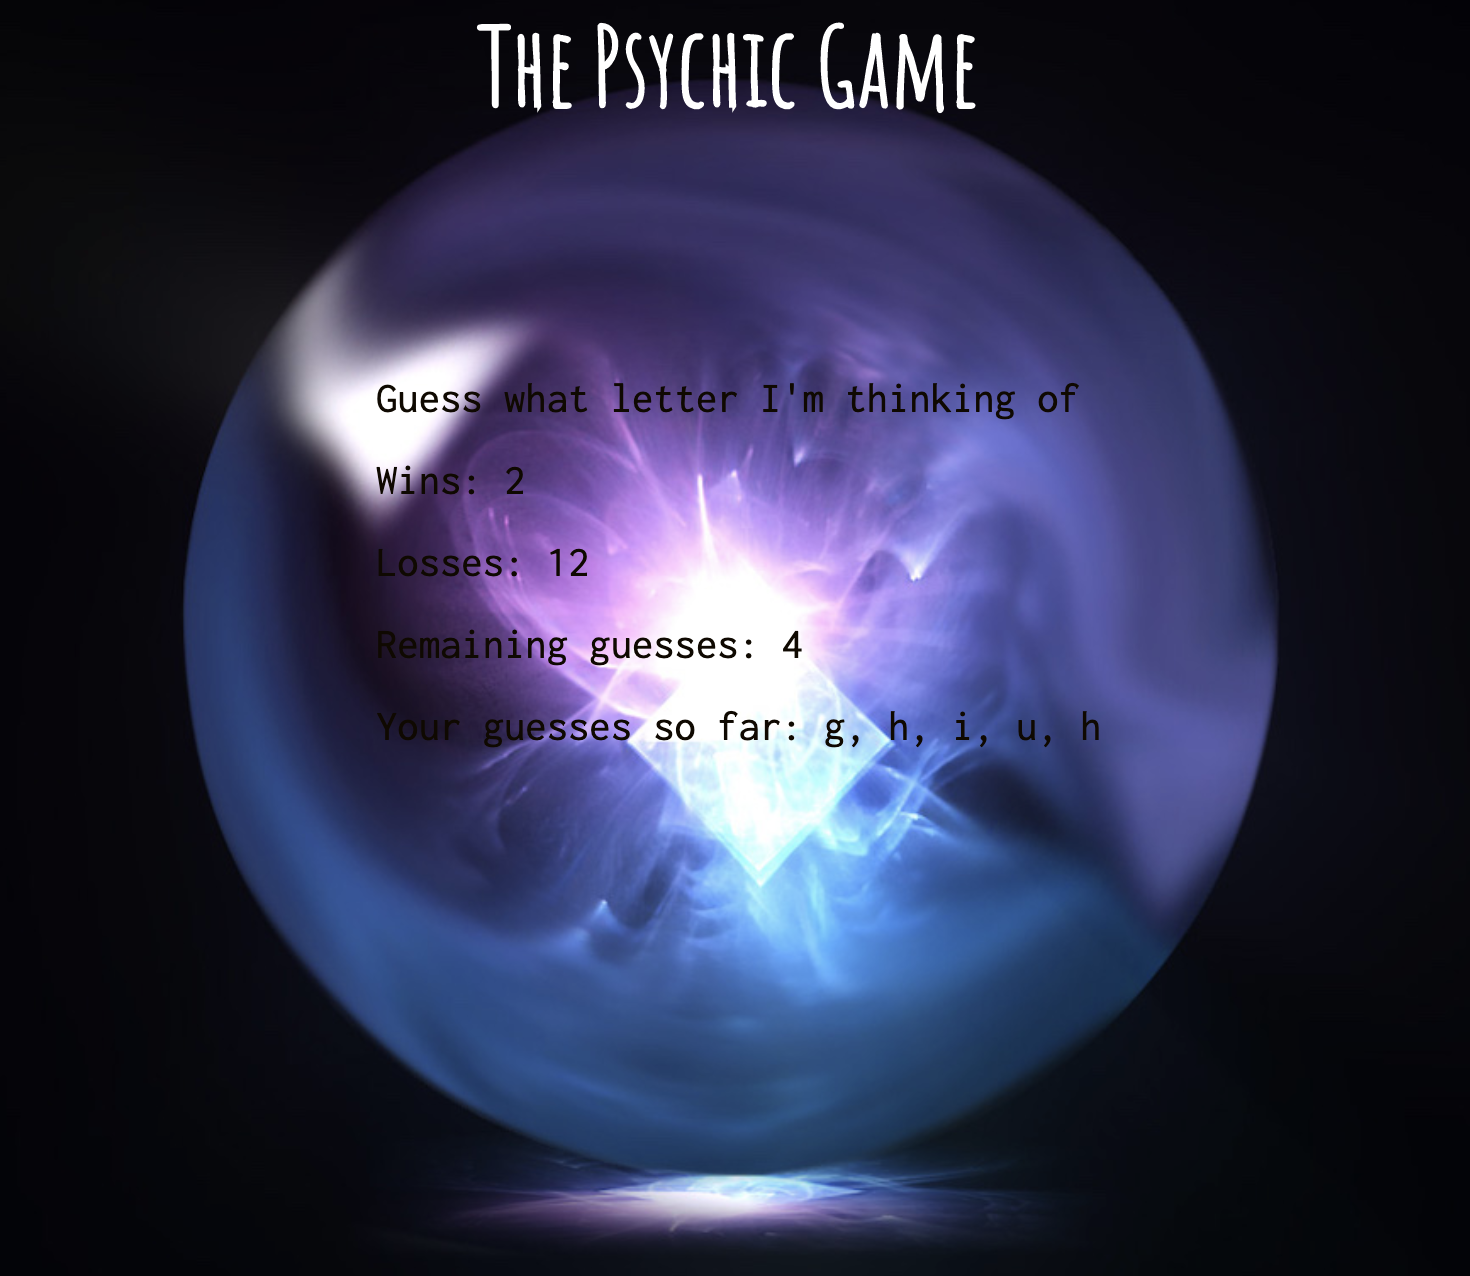 The Psychic Game
Guess what letter I'm thinking of
Wins: 2
Losses: 12
Remaining guesses: 4
Your guesses so far: g, h, i, u, h